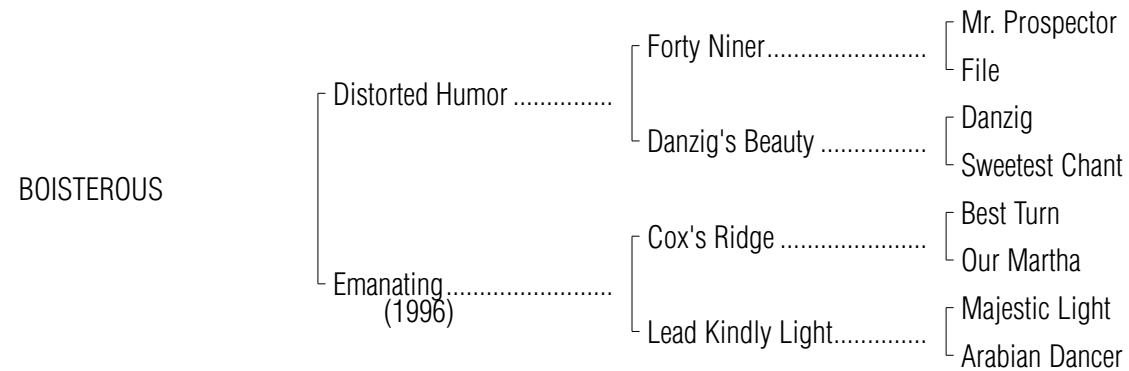 Mr. Prospector
Forty Niner.......................
File
Distorted Humor ...............
Danzig
Danzig's Beauty ................
Sweetest Chant
BOISTEROUS
Best Turn
Cox's Ridge ......................
Our Martha
Emanating.........................
(1996)
Majestic Light
Lead Kindly Light..............
Arabian Dancer